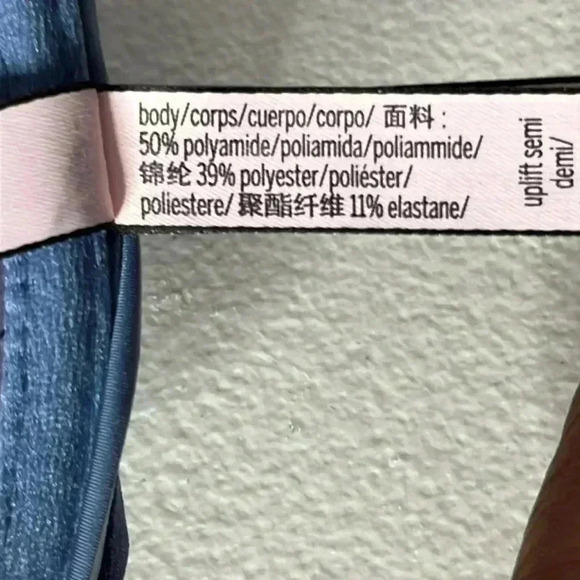 body/corps/cuerpo/corpo/ 面料:
50% polyamide/poliamida/poliammide/
锦纶 39% polyester/poliéster/
poliestere/ 聚酯纤维 11% elastane/
uplift semi
demi/